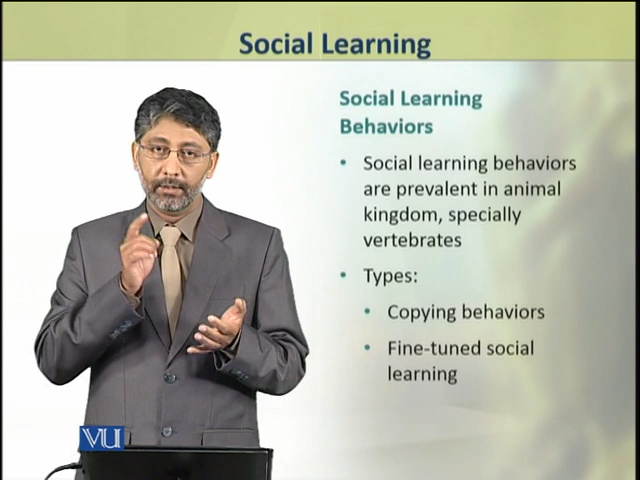 Social Learning
Social Learning
Behaviors
• Social learning behaviors
are prevalent in animal
kingdom, specially
vertebrates
• Types:
• Copying behaviors
• Fine-tuned social
learning
VU